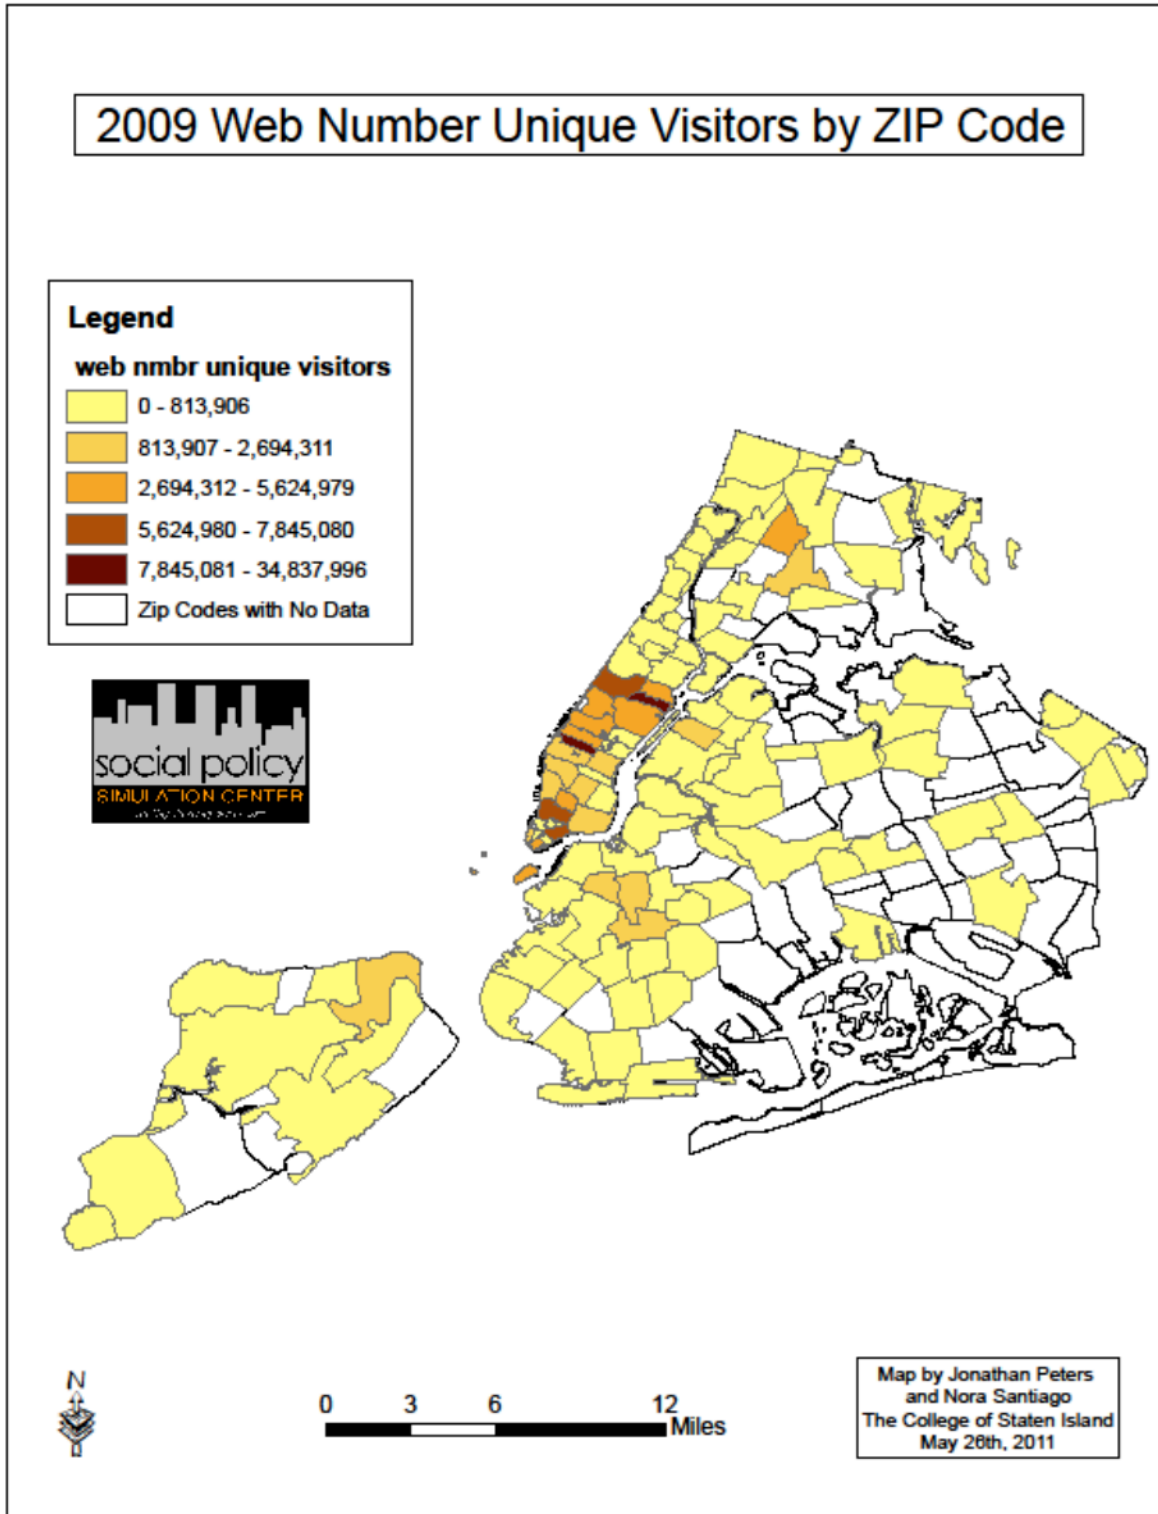 2009 Web Number Unique Visitors by ZIP Code
Legend
web nmbr unique visitors
0 - 813,906
813,907 - 2,694,311
2,694,312 - 5,624,979
5,624,980 - 7,845,080
7,845,081 - 34,837,996
Zip Codes with No Data
social policy
SIMULATION CENTER
N
0 3 6 12
Miles
Map by Jonathan Peters
and Nora Santiago
The College of Staten Island
May 26th, 2011